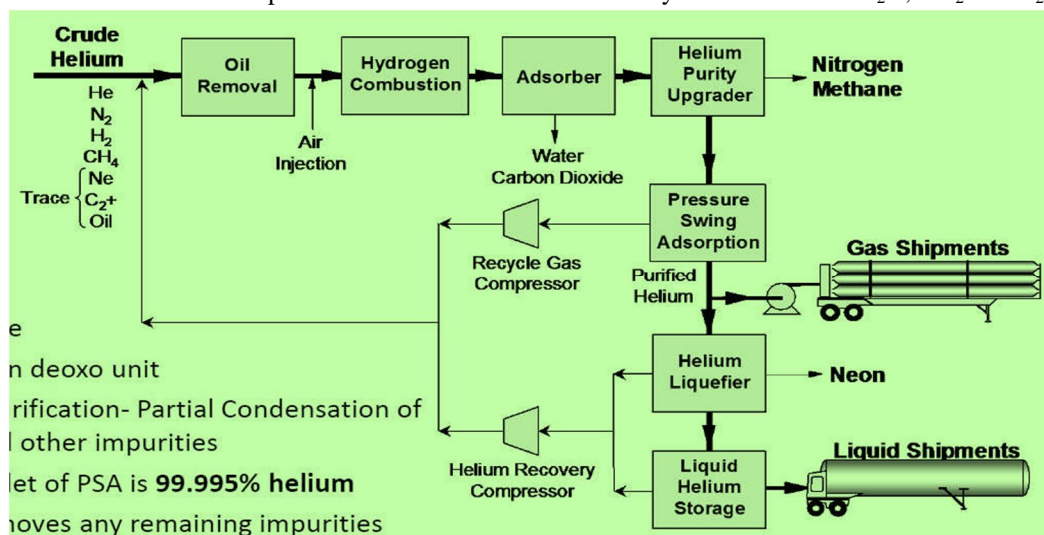 Crude
Helium
He
N₂
H₂
CH₄
Trace
Ne
C₂+
Oil
Oil
Removal
Air
Injection
Hydrogen
Combustion
Adsorber
Water
Carbon Dioxide
Helium
Purity
Upgrader
Nitrogen
Methane
Pressure
Swing
Adsorption
Recycle Gas
Compressor
Purified
Helium
Gas Shipments
Helium
Liquefier
Neon
Helium Recovery
Compressor
Liquid
Helium
Storage
Liquid Shipments
e
n deoxo unit
rification- Partial Condensation of
other impurities
let of PSA is 99.995% helium
noves any remaining impurities